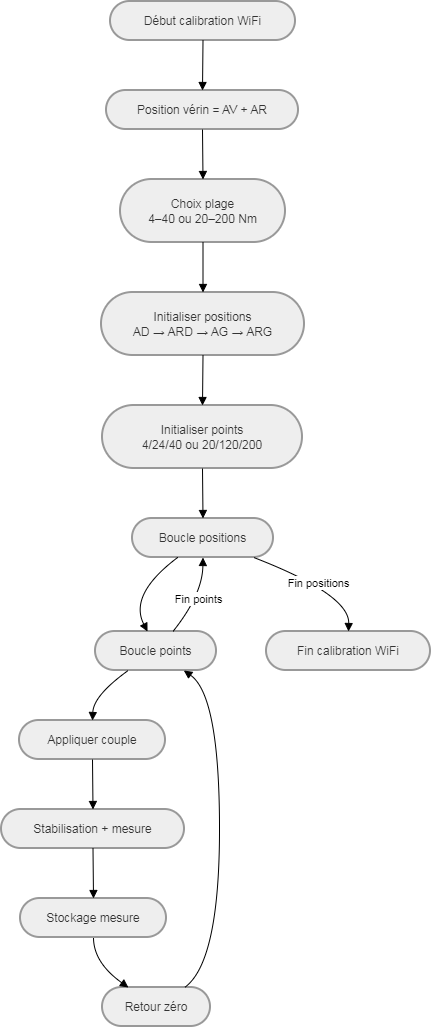 Début calibration WiFi
Position vérin = AV + AR
Choix plage
4–40 ou 20–200 Nm
Initialiser positions
AD → ARD → AG → ARG
Initialiser points
4/24/40 ou 20/120/200
Boucle positions
Fin positions
Fin points
Boucle points
Fin calibration WiFi
Appliquer couple
Stabilisation + mesure
Stockage mesure
Retour zéro